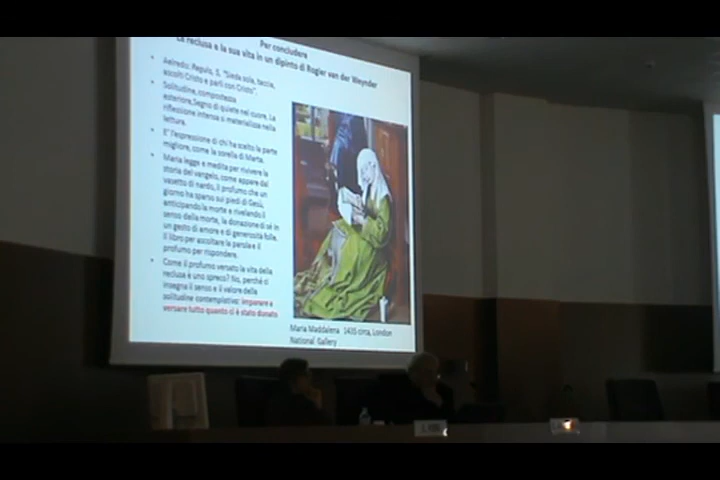 Per concludere
La reclusa e la sua vita in un dipinto di Rogier van der Weynder
Aelredo: Regula, 5, "Sieda sola, taccia,
ascolti Cristo e parli con Cristo".
Solitudine, compostezza
esteriore.Segno di quiete nel cuore. La
riflessione intensa si materializza nella
lettura.
E' l'espressione di chi ha scelto la parte
migliore, come la sorella di Marta.
Maria legge e medita per rivivere la
storia del vangelo, come appare dal
vasetto di nardo, il profumo che un
giorno ha sparso sui piedi di Gesù,
anticipando la morte e rivelando il
senso della morte, la donazione di sé in
un gesto di amore e di generosità folle.
Il libro per ascoltare la parola e il
profumo per rispondere.
Come il profumo versato la vita della
reclusa è uno spreco? No, perché ci
insegna il senso e il valore della
solitudine contemplativa: imparare a
versare tutto quanto ci è stato donato
Maria Maddalena 1435 circa, London
National Gallery